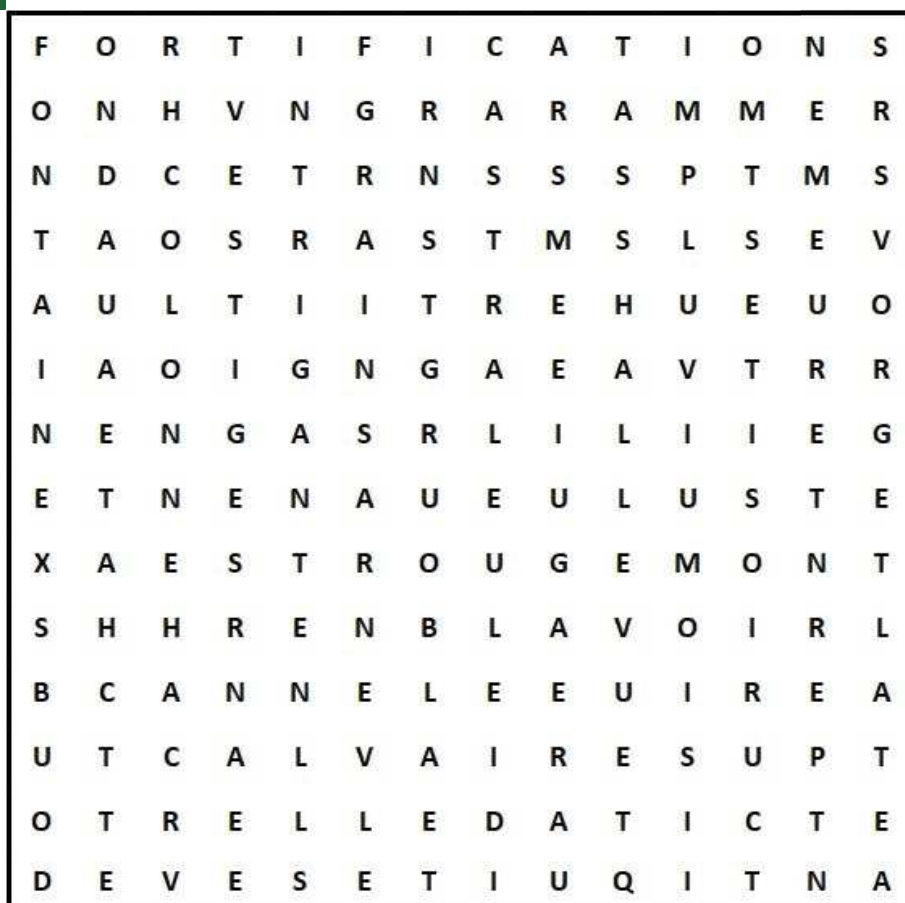 F O R T I F I C A T I O N S
O N H V N G R A R A M M E R
N D C E T R N S S S P T M S
T A O S R A S T M S L S E V
A U L T I I T R E H U E U O
I A O I G N G A E A V T R R
N E N G A S R L I L I I E G
E T N E N A U E U L U S T E
X A E S T R O U G E M O N T
S H H R E N B L A V O I R L
B C A N N E L E E U I R E A
U T C A L V A I R E S U P T
O T R E L L E D A T I C T E
D E V E S E T I U Q I T N A